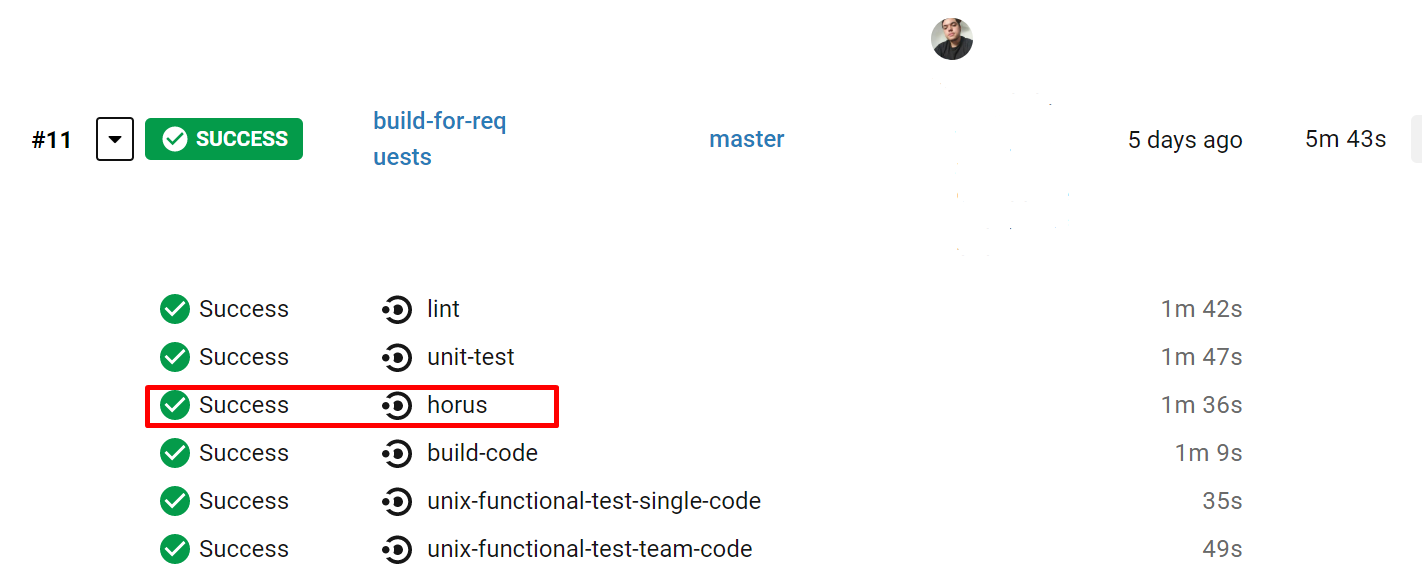 #11 SUCCESS build-for-req master 5 days ago 5m 43s
uests
Success lint 1m 42s
Success unit-test 1m 47s
Success horus 1m 36s
Success build-code 1m 9s
Success unix-functional-test-single-code 35s
Success unix-functional-test-team-code 49s